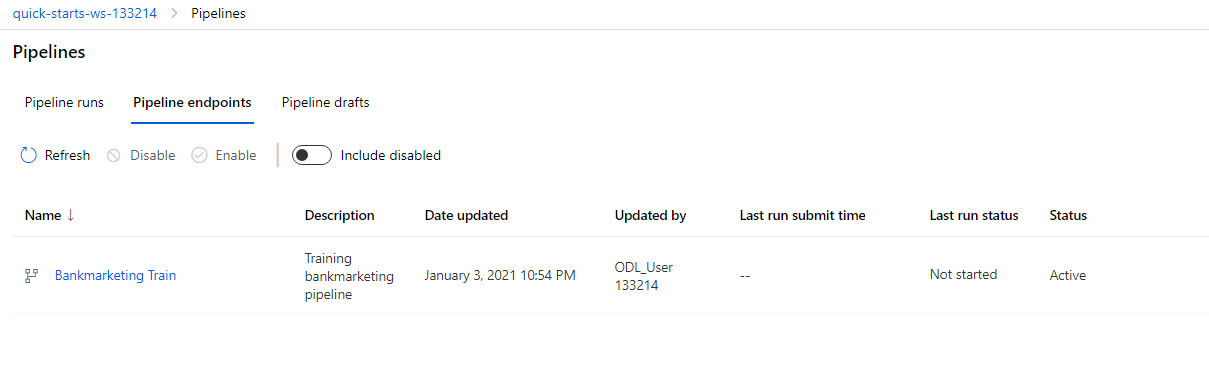 quick-starts-ws-133214 > Pipelines
Pipelines
Pipeline runs Pipeline endpoints Pipeline drafts
Refresh Disable Enable Include disabled
Name ↓ Description Date updated Updated by Last run submit time Last run status Status
Bankmarketing Train
Training
bankmarketing
pipeline
January 3, 2021 10:54 PM
ODL_User
133214
--
Not started
Active